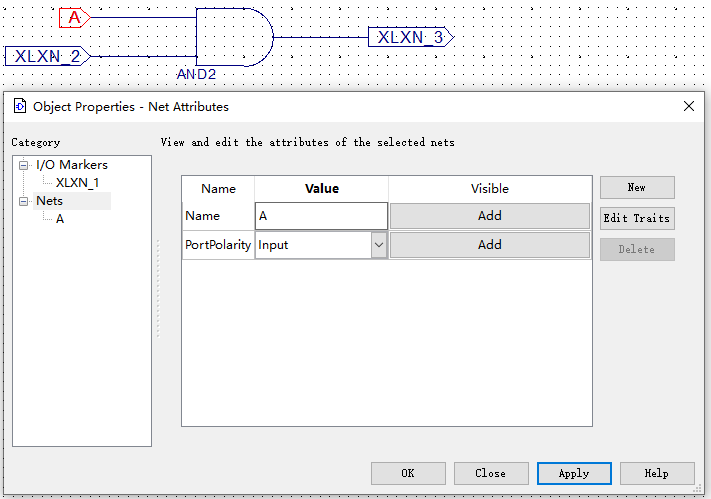 A
XLXN_3
XLXN_2
AND2
Object Properties - Net Attributes
Category
View and edit the attributes of the selected nets
I/O Markers
XLXN_1
Nets
A
Name Value Visible
Name A Add
PortPolarity Input Add
New
Edit Traits
Delete
OK Close Apply Help